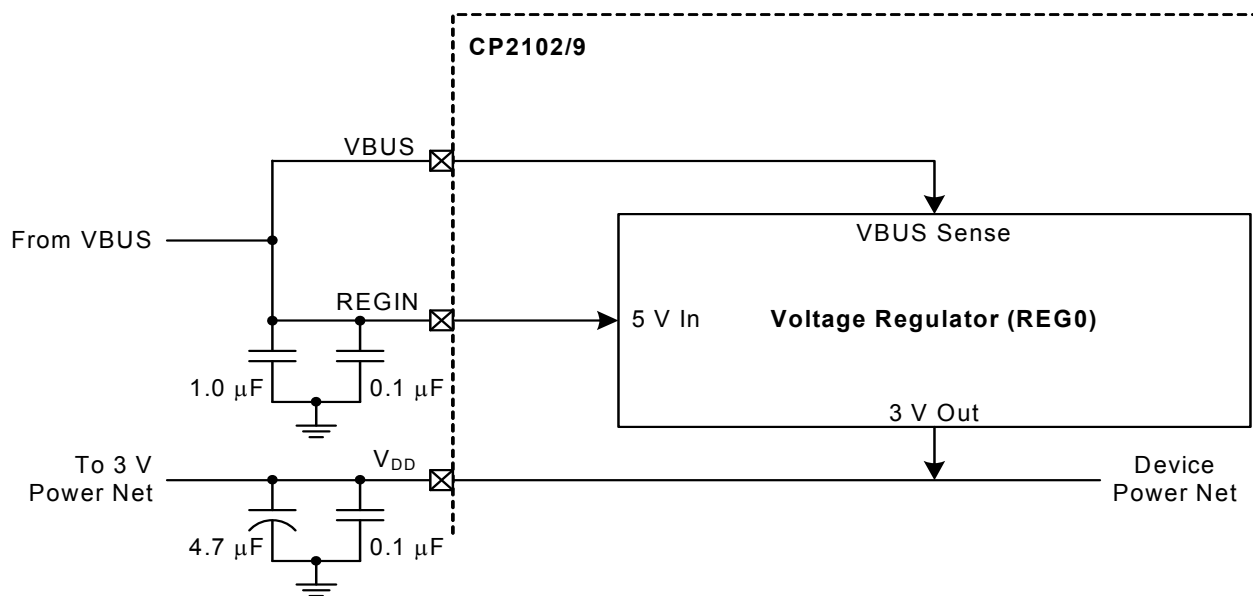 CP2102/9
VBUS
From VBUS
VBUS Sense
REGIN
5 V In
Voltage Regulator (REG0)
1.0 μF
0.1 μF
3 V Out
To 3 V
Power Net
VDD
Device
Power Net
4.7 μF
0.1 μF